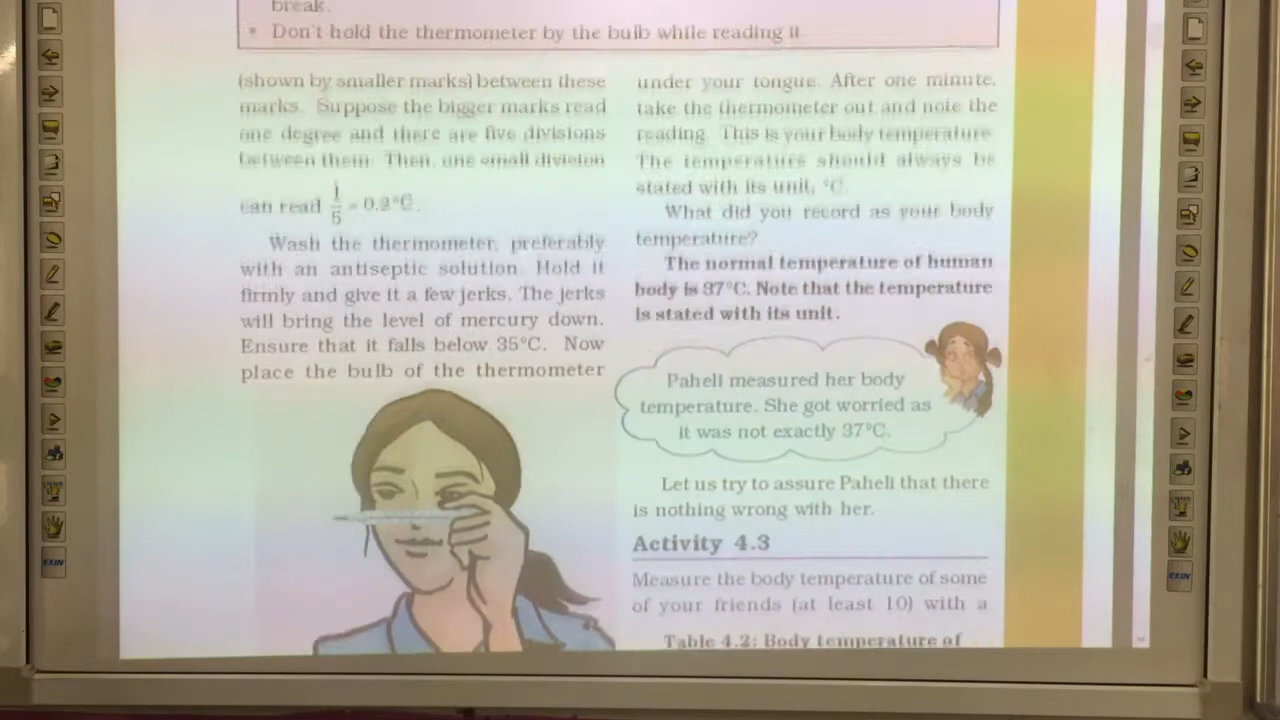 break.
* Don't hold the thermometer by the bulb while reading it
(shown by smaller marks) between these
marks. Suppose the bigger marks read
one degree and there are five divisions
between them. Then, one small division
can read 1/5 = 0.2°C.
Wash the thermometer, preferably
with an antiseptic solution. Hold it
firmly and give it a few jerks. The jerks
will bring the level of mercury down.
Ensure that it falls below 35°C. Now
place the bulb of the thermometer
under your tongue. After one minute,
take the thermometer out and note the
reading. This is your body temperature.
The temperature should always be
stated with its unit, °C.
What did you record as your body
temperature?
The normal temperature of human
body is 37°C. Note that the temperature
is stated with its unit.
Paheli measured her body
temperature. She got worried as
it was not exactly 37°C.
Let us try to assure Paheli that there
is nothing wrong with her.
Activity 4.3
Measure the body temperature of some
of your friends (at least 10) with a
Table 4.2: Body temperature of